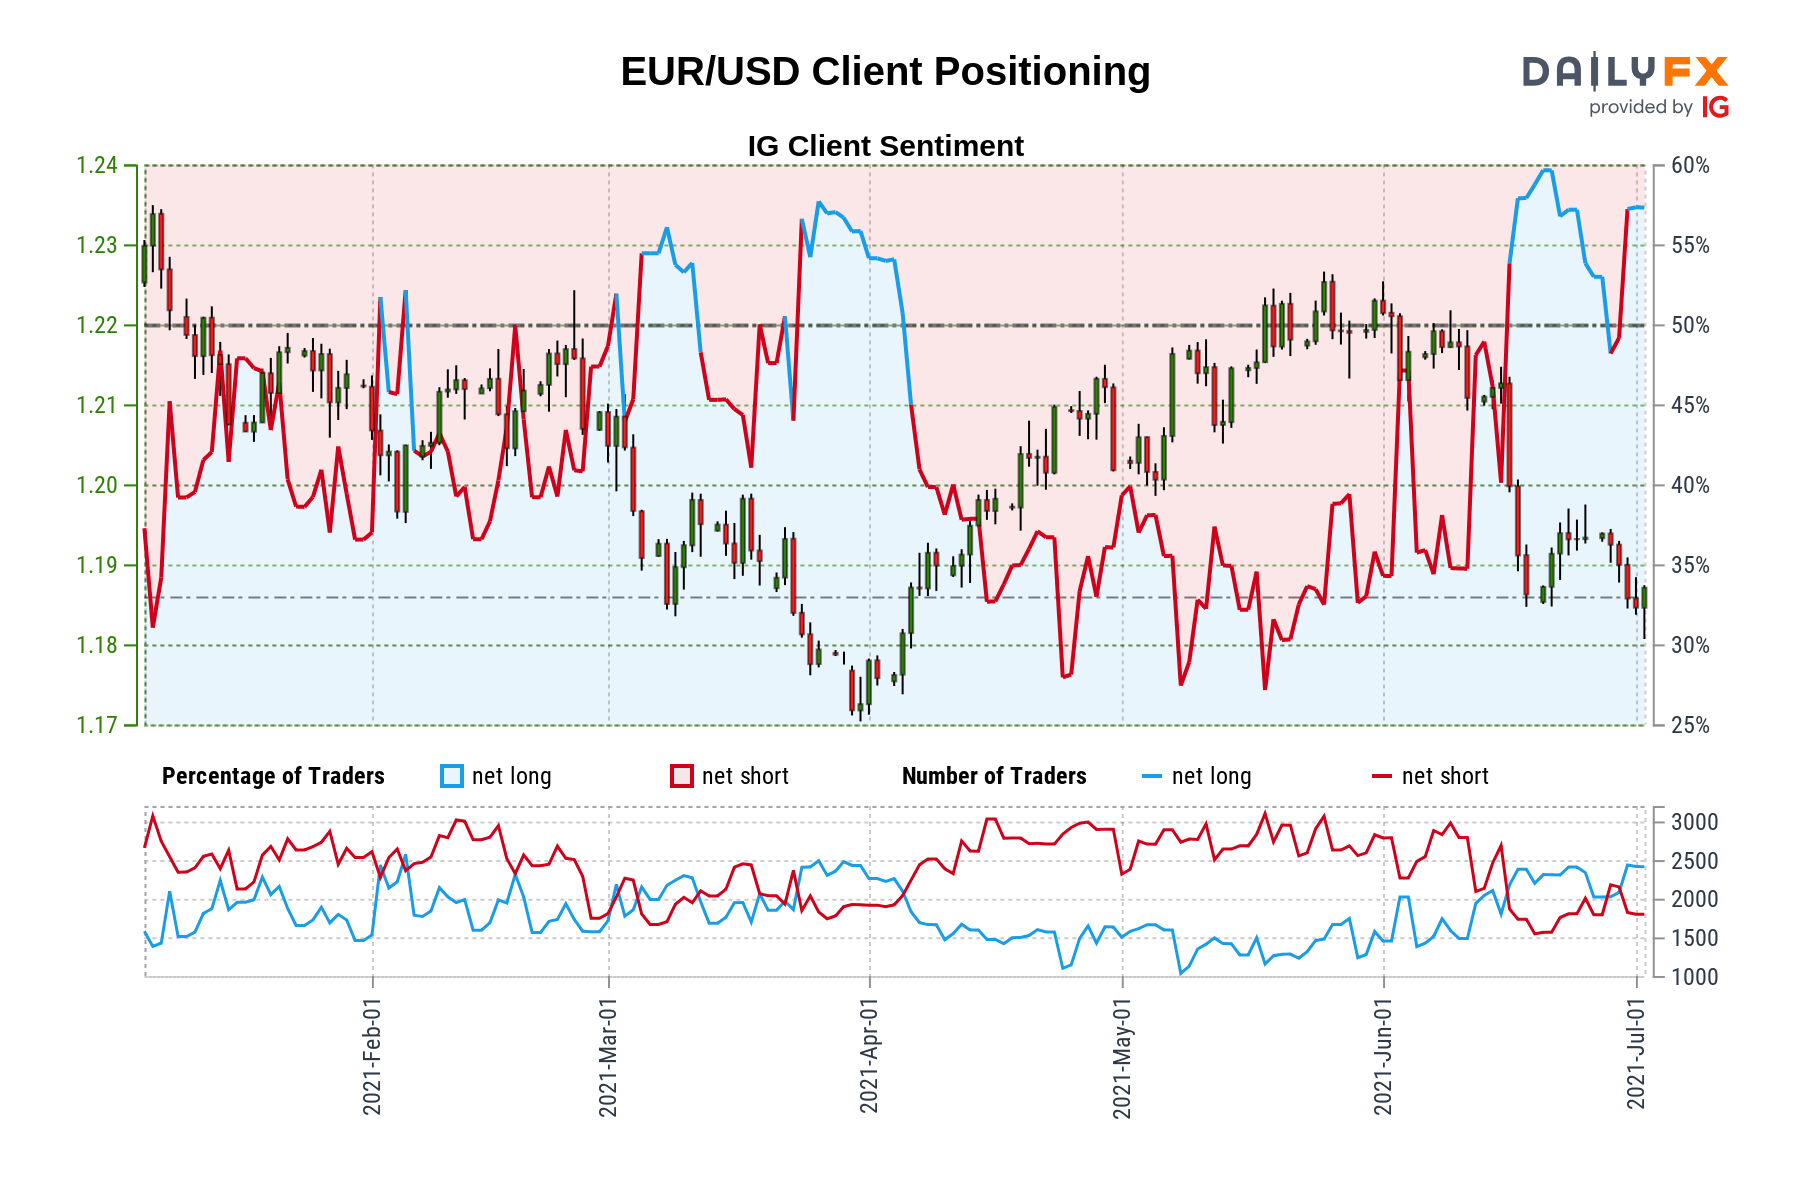 EUR/USD Client Positioning
DAILYFX
provided by IG
IG Client Sentiment
1.24
1.23
1.22
1.21
1.20
1.19
1.18
1.17
60%
55%
50%
45%
40%
35%
30%
25%
Percentage of Traders net long net short Number of Traders net long net short
3000
2500
2000
1500
1000
2021-Feb-01
2021-Mar-01
2021-Apr-01
2021-May-01
2021-Jun-01
2021-Jul-01